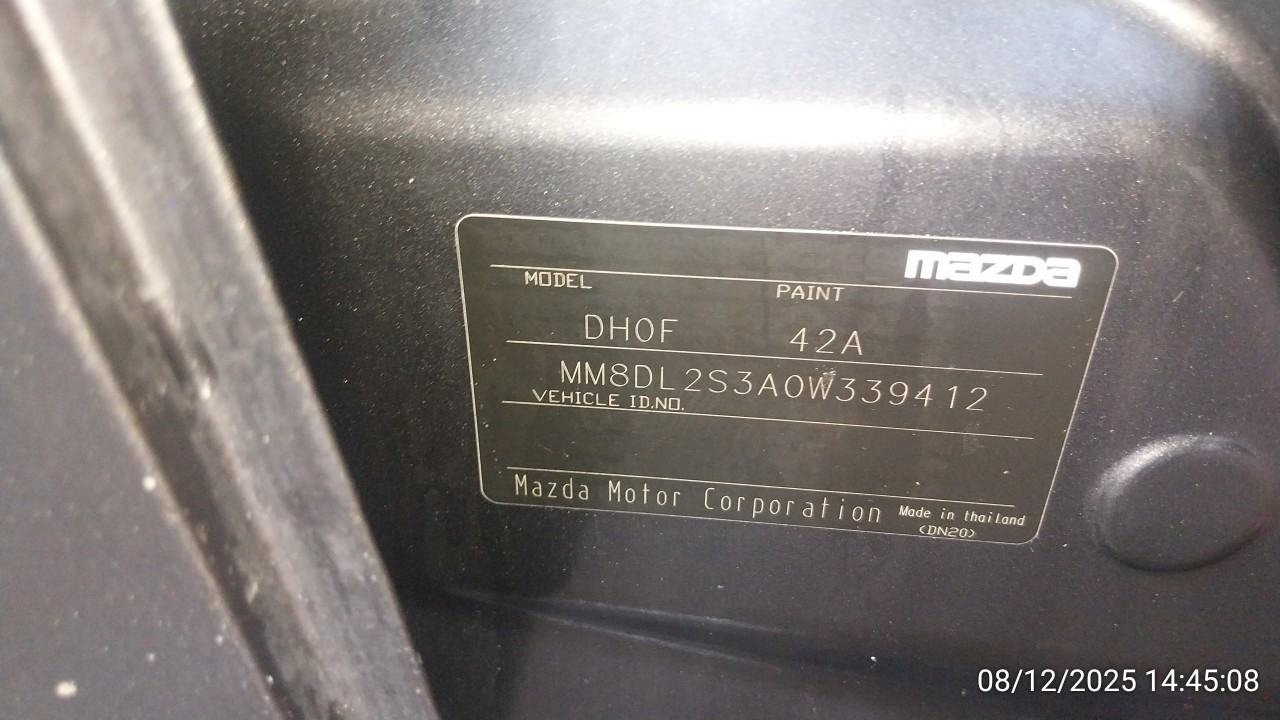 mazda
MODEL PAINT
DH0F 42A
MM8DL2S3A0W339412
VEHICLE ID.NO.
Mazda Motor Corporation Made in thailand
<DN20>
08/12/2025 14:45:08